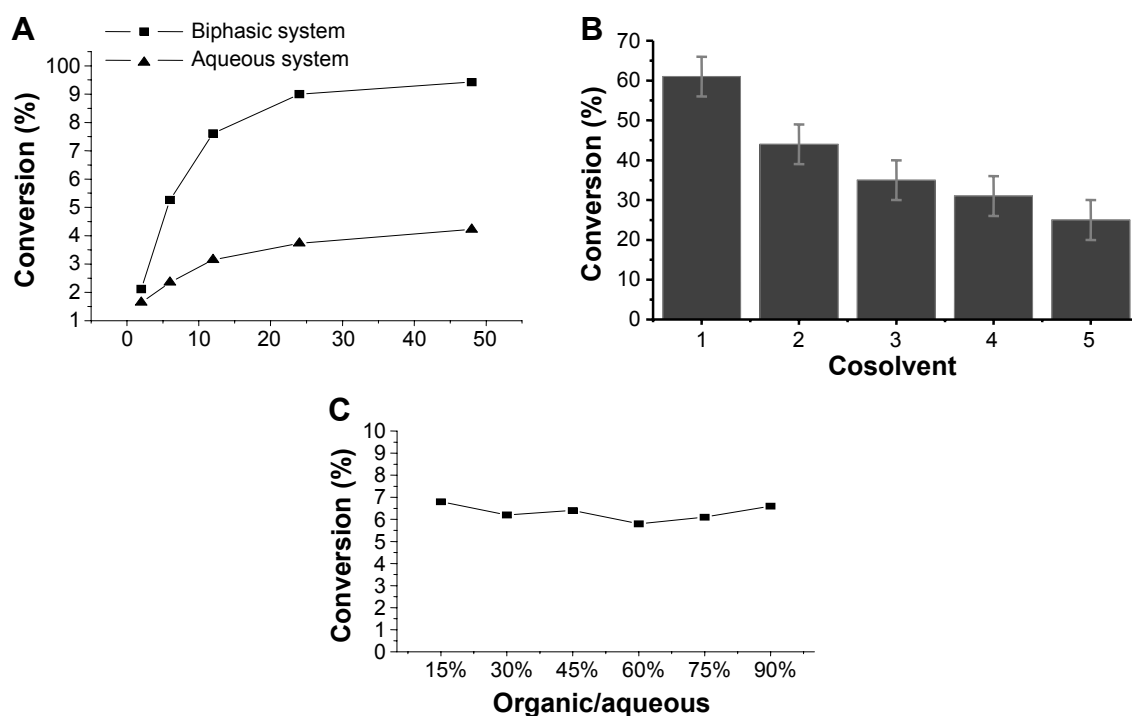 A
Biphasic system
Aqueous system
Conversion (%)
100
9
8
7
6
5
4
3
2
1
0 10 20 30 40 50
B
Conversion (%)
70
60
50
40
30
20
10
0
1 2 3 4 5
Cosolvent
C
Conversion (%)
10
9
8
7
6
5
4
3
2
1
0
15% 30% 45% 60% 75% 90%
Organic/aqueous